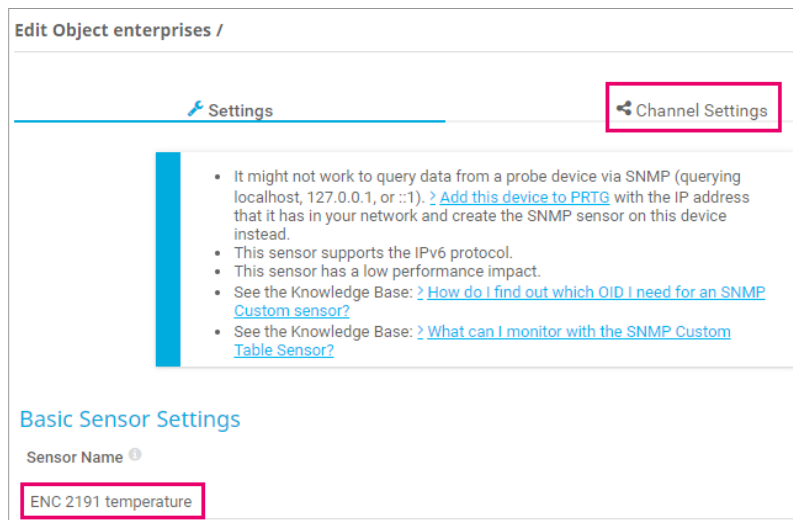 Edit Object enterprises /
Settings
Channel Settings
It might not work to query data from a probe device via SNMP (querying
localhost, 127.0.0.1, or ::1). ? Add this device to PRTG with the IP address
that it has in your network and create the SNMP sensor on this device
instead.
This sensor supports the IPv6 protocol.
This sensor has a low performance impact.
See the Knowledge Base: ? How do I find out which OID I need for an SNMP
Custom sensor?
See the Knowledge Base: ? What can I monitor with the SNMP Custom
Table Sensor?
Basic Sensor Settings
Sensor Name
ENC 2191 temperature